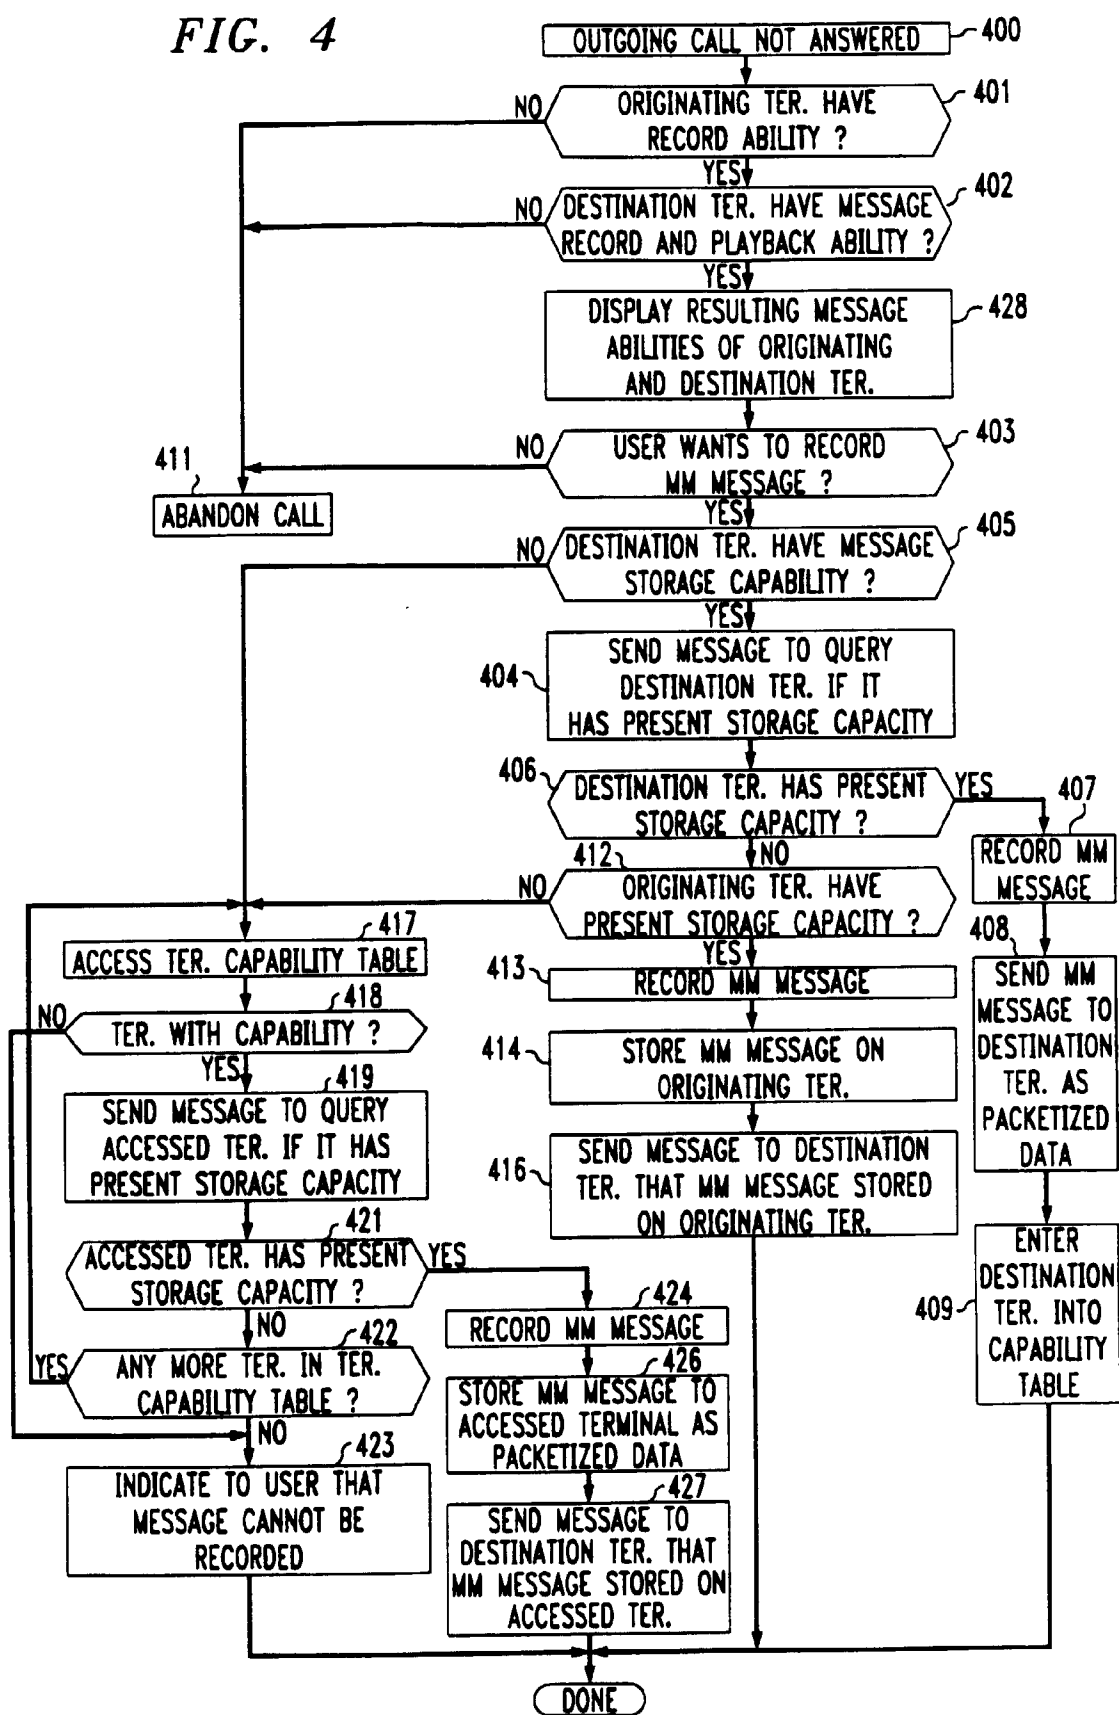 FIG. 4
OUTGOING CALL NOT ANSWERED
400
ORIGINATING TER. HAVE
RECORD ABILITY ?
401
NO
YES
DESTINATION TER. HAVE MESSAGE
RECORD AND PLAYBACK ABILITY ?
402
NO
YES
DISPLAY RESULTING MESSAGE
ABILITIES OF ORIGINATING
AND DESTINATION TER.
428
USER WANTS TO RECORD
MM MESSAGE ?
403
NO
YES
411
ABANDON CALL
DESTINATION TER. HAVE MESSAGE
STORAGE CAPABILITY ?
405
NO
YES
404
SEND MESSAGE TO QUERY
DESTINATION TER. IF IT
HAS PRESENT STORAGE CAPACITY
406
DESTINATION TER. HAS PRESENT
STORAGE CAPACITY ?
YES
NO
407
RECORD MM
MESSAGE
408
SEND MM
MESSAGE TO
DESTINATION
TER. AS
PACKETIZED
DATA
409
ENTER
DESTINATION
TER. INTO
CAPABILITY
TABLE
412
ORIGINATING TER. HAVE
PRESENT STORAGE CAPACITY ?
NO
YES
413
RECORD MM MESSAGE
414
STORE MM MESSAGE ON
ORIGINATING TER.
416
SEND MESSAGE TO DESTINATION
TER. THAT MM MESSAGE STORED
ON ORIGINATING TER.
417
ACCESS TER. CAPABILITY TABLE
418
TER. WITH CAPABILITY ?
NO
YES
419
SEND MESSAGE TO QUERY
ACCESSED TER. IF IT HAS
PRESENT STORAGE CAPACITY
421
ACCESSED TER. HAS PRESENT
STORAGE CAPACITY ?
YES
NO
422
ANY MORE TER. IN TER.
CAPABILITY TABLE ?
YES
NO
423
INDICATE TO USER THAT
MESSAGE CANNOT BE
RECORDED
424
RECORD MM MESSAGE
426
STORE MM MESSAGE TO
ACCESSED TERMINAL AS
PACKETIZED DATA
427
SEND MESSAGE TO
DESTINATION TER. THAT
MM MESSAGE STORED ON
ACCESSED TER.
DONE